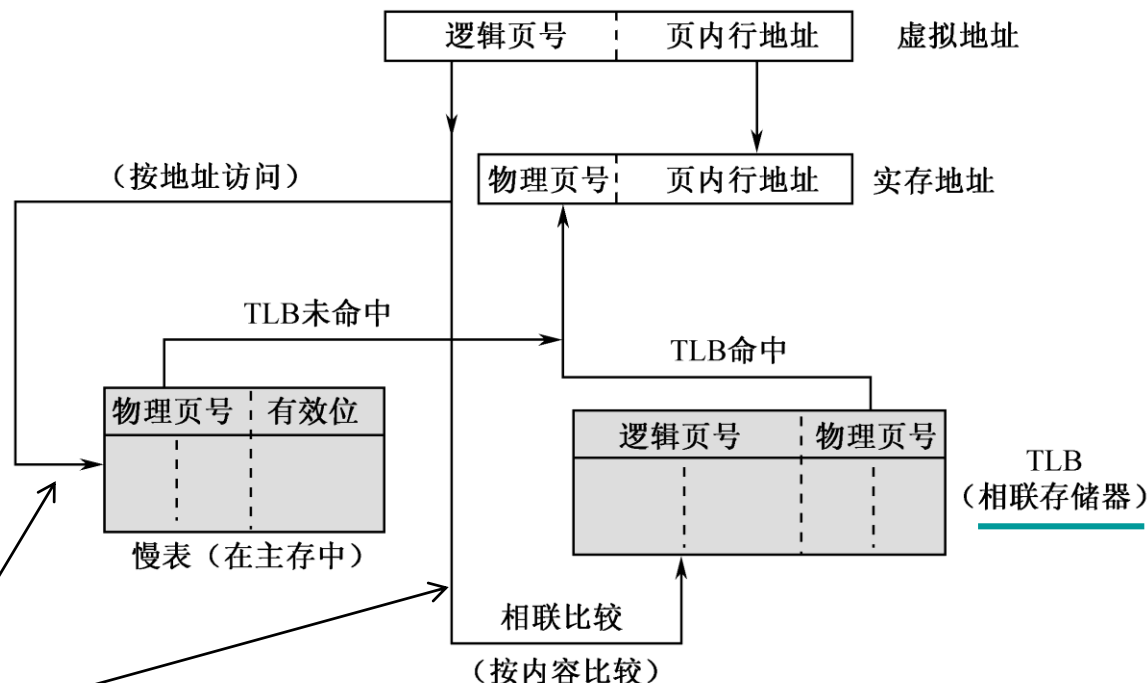 逻辑页号 页内行地址 虚拟地址
（按地址访问）
物理页号 页内行地址 实存地址
TLB未命中
TLB命中
物理页号 有效位
逻辑页号 物理页号
TLB
（相联存储器）
慢表（在主存中）
相联比较
（按内容比较）